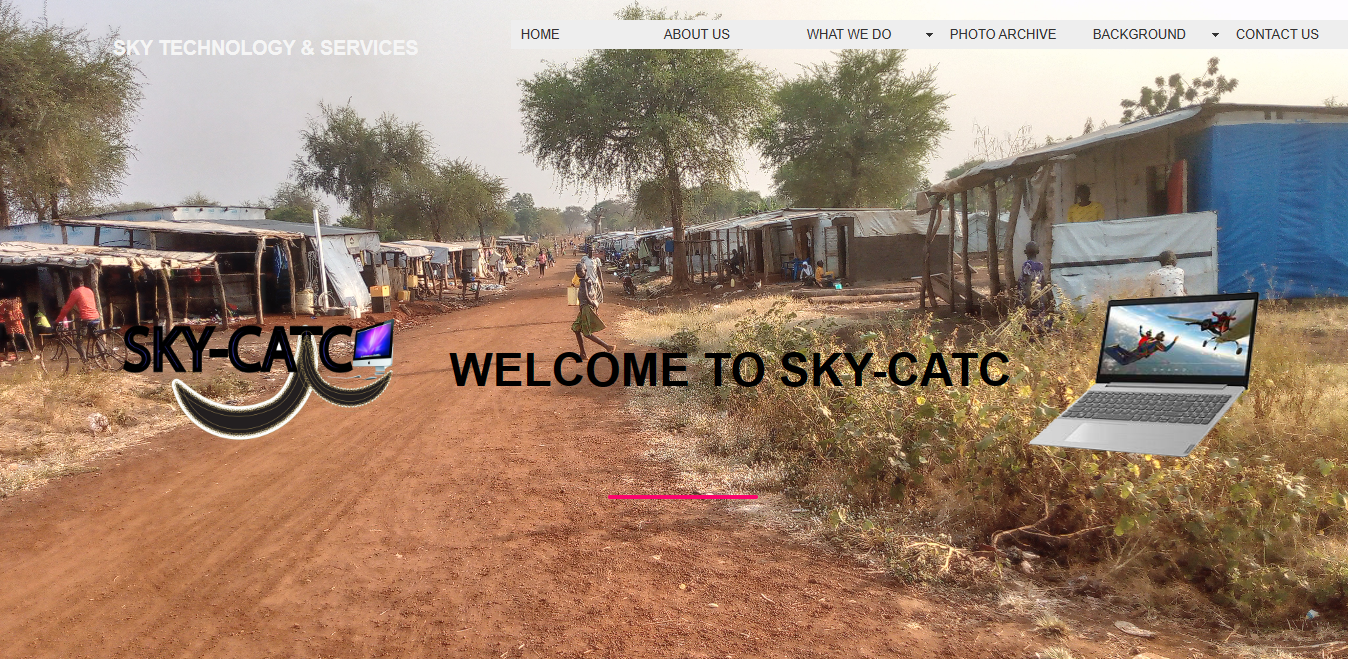 SKY TECHNOLOGY & SERVICES
HOME ABOUT US WHAT WE DO PHOTO ARCHIVE BACKGROUND CONTACT US
SKY-CATC
WELCOME TO SKY-CATC